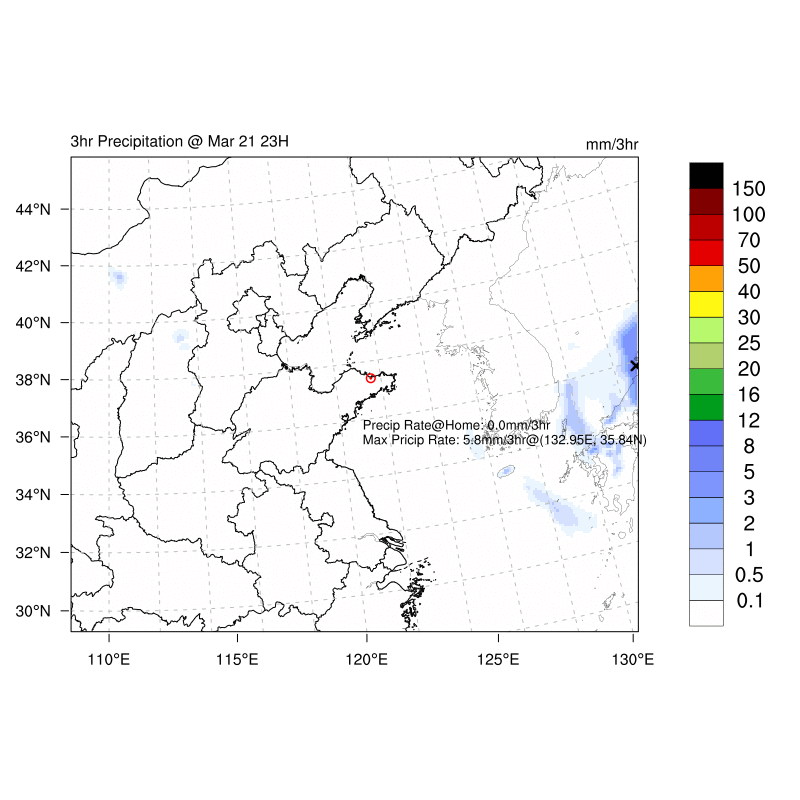 3hr Precipitation @ Mar 21 23H
mm/3hr
44°N
42°N
40°N
38°N
36°N
34°N
32°N
30°N
110°E
115°E
120°E
125°E
130°E
Precip Rate@Home: 0.0mm/3hr
Max Pricip Rate: 5.8mm/3hr@(132.95E, 35.84N)
150
100
70
50
40
30
25
20
16
12
8
5
3
2
1
0.5
0.1